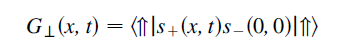 G⊥(x, t) = ⟨⇑|s₊(x, t)s₋(0, 0)|⇑⟩